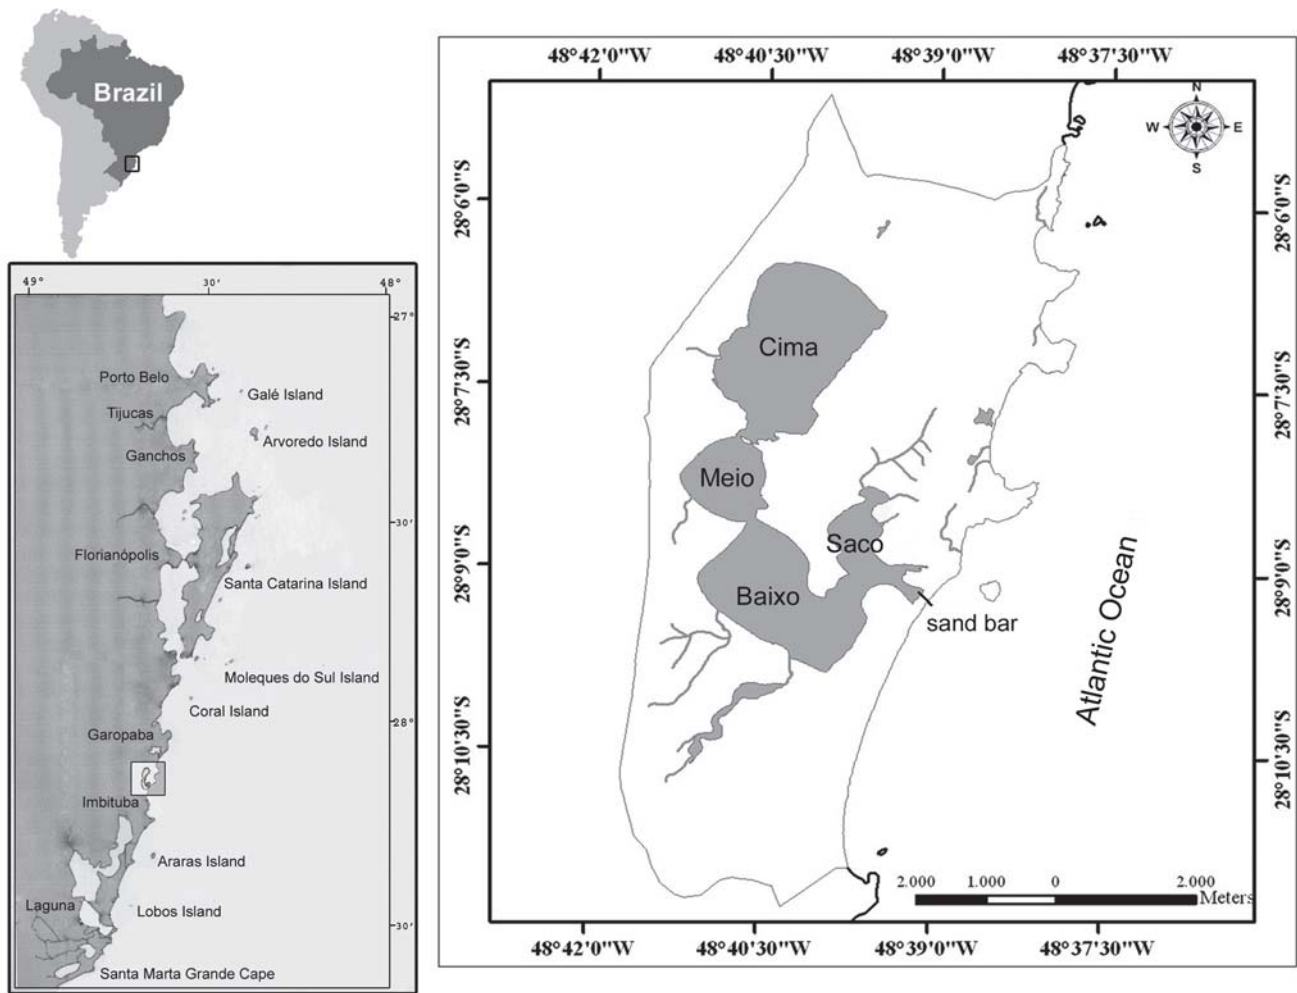 Brazil
49°
30'
48°
27°
Porto Belo
Galé Island
Tijucas
Arvoredo Island
Ganchos
30'
Florianópolis
Santa Catarina Island
Moleques do Sul Island
Coral Island
28°
Garopaba
Imbituba
Araras Island
Laguna
Lobos Island
30'
Santa Marta Grande Cape
48°42'0"W
48°40'30"W
48°39'0"W
48°37'30"W
N
W
E
S
28°6'0"S
28°6'0"S
Cima
28°7'30"S
28°7'30"S
Meio
Saco
28°9'0"S
28°9'0"S
Baixo
sand bar
Atlantic Ocean
28°10'30"S
28°10'30"S
2.000
1.000
0
2.000
Meters
48°42'0"W
48°40'30"W
48°39'0"W
48°37'30"W